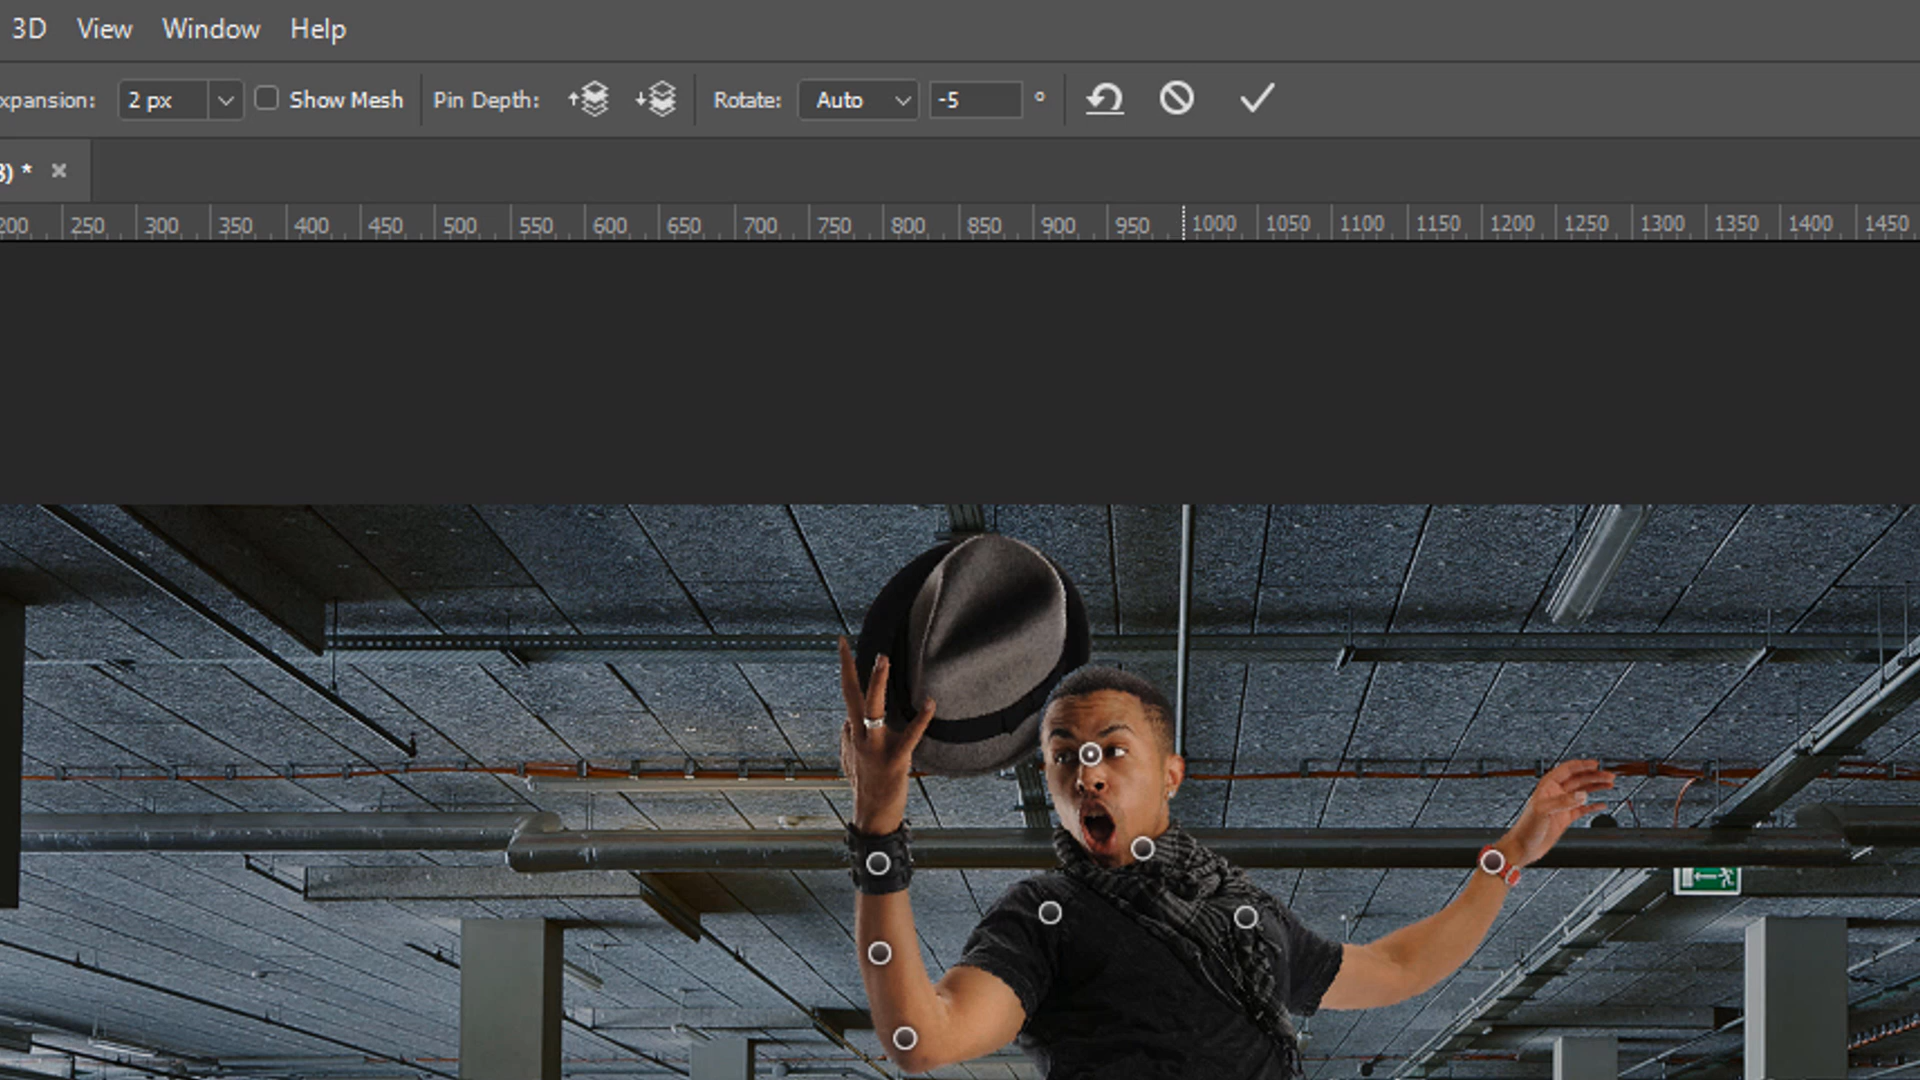 3D View Window Help
xpansion: 2 px Show Mesh Pin Depth: Rotate: Auto -5 °
3) *
200 250 300 350 400 450 500 550 600 650 700 750 800 850 900 950 1000 1050 1100 1150 1200 1250 1300 1350 1400 1450